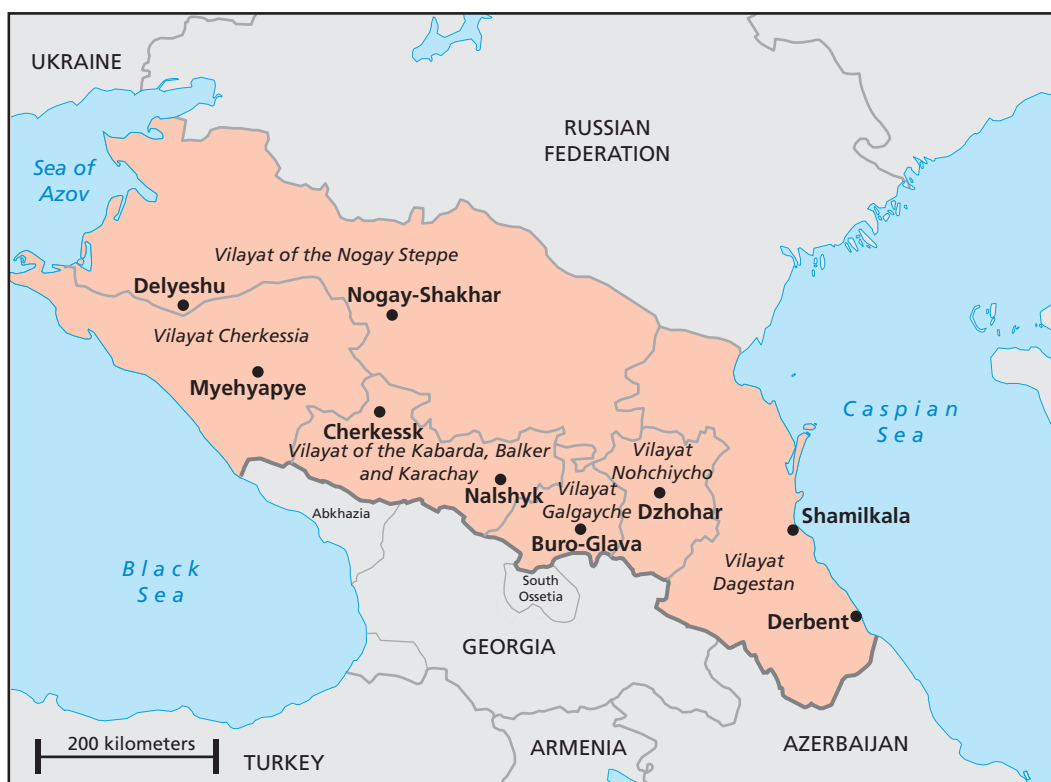 UKRAINE
RUSSIAN
FEDERATION
Sea of
Azov
Vilayat of the Nogay Steppe
Delyeshu
Nogay-Shakhar
Vilayat Cherkessia
Myehyapye
Caspian
Sea
Cherkessk
Vilayat of the Kabarda, Balker
and Karachay
Vilayat
Nohchiycho
Nalshyk
Vilayat
Galgayche
Dzhohar
Abkhazia
Shamilkala
Buro-Glava
Black
Sea
South
Ossetia
Vilayat
Dagestan
Derbent
GEORGIA
200 kilometers
TURKEY
ARMENIA
AZERBAIJAN